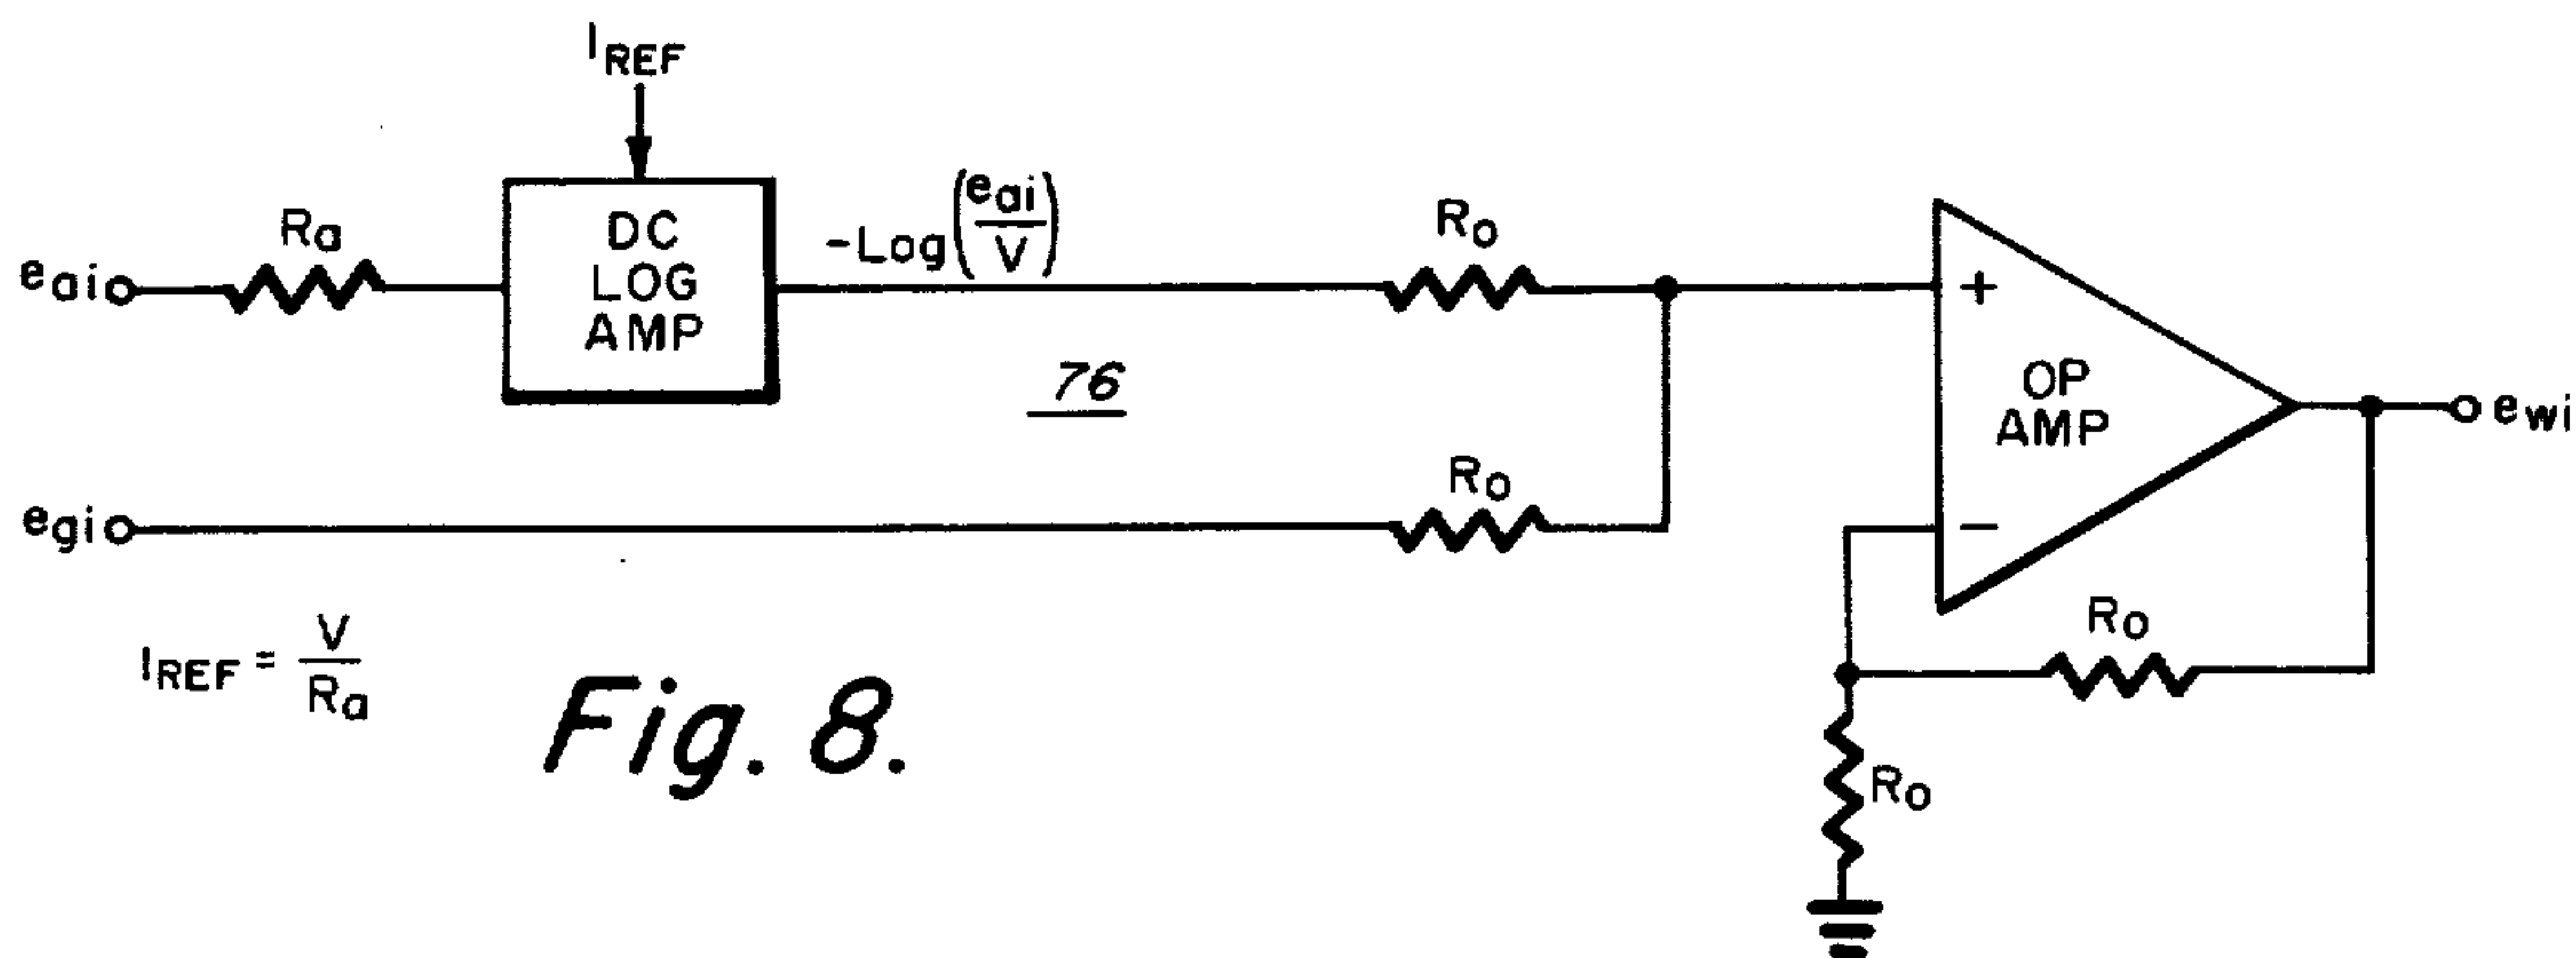 IREF
eai
Ra
DC
LOG
AMP
-Log(eai/V)
Ro
+
OP
AMP
ewi
76
egi
Ro
−
Ro
Ro
IREF = V/Ra
Fig. 8.